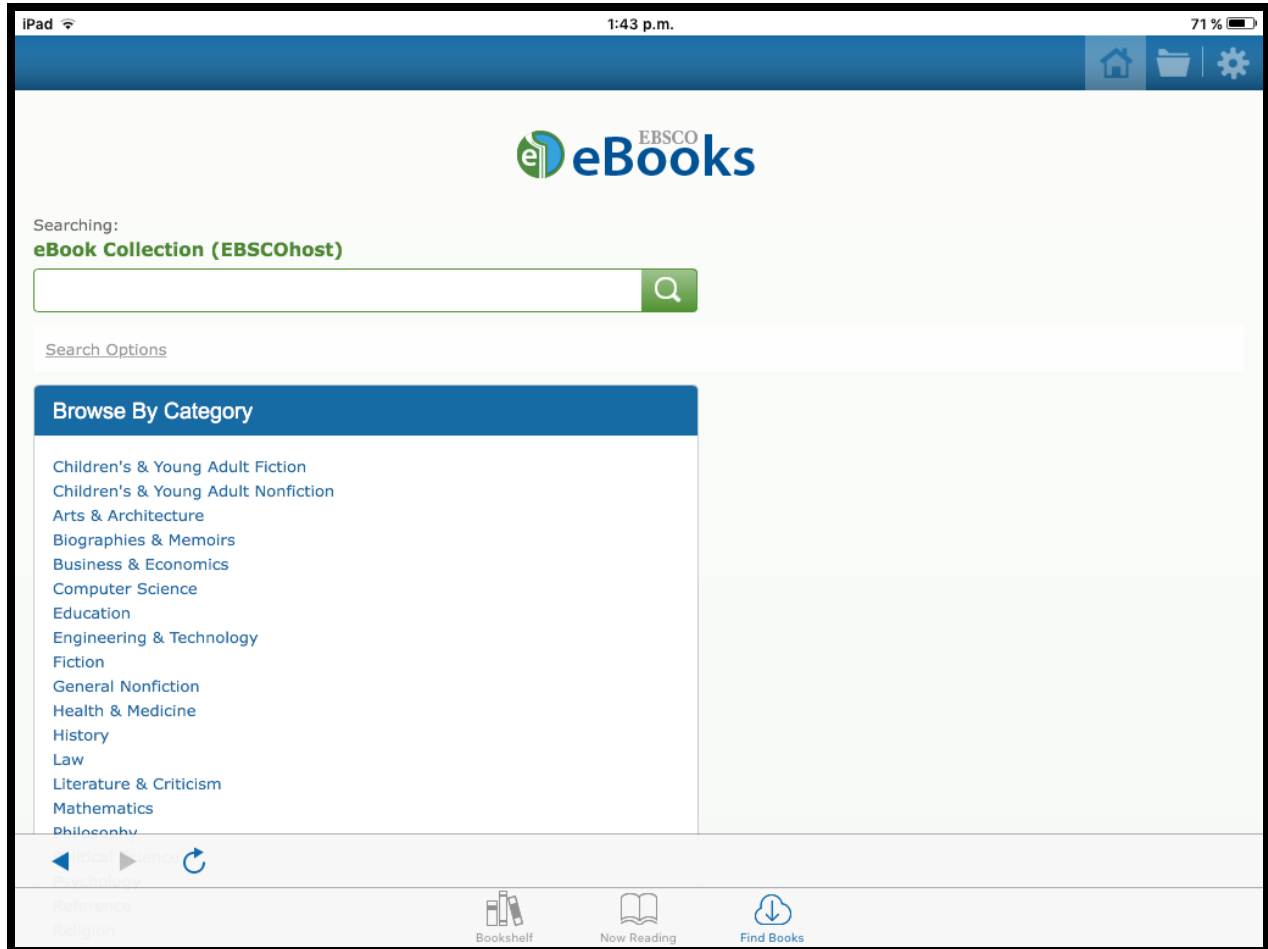 iPad 1:43 p.m. 71 %
EBSCO
eBooks
Searching:
eBook Collection (EBSCOhost)
Search Options
Browse By Category
Children's & Young Adult Fiction
Children's & Young Adult Nonfiction
Arts & Architecture
Biographies & Memoirs
Business & Economics
Computer Science
Education
Engineering & Technology
Fiction
General Nonfiction
Health & Medicine
History
Law
Literature & Criticism
Mathematics
Philosophy
Political Science
Psychology
Reference
Religion
Bookshelf Now Reading Find Books